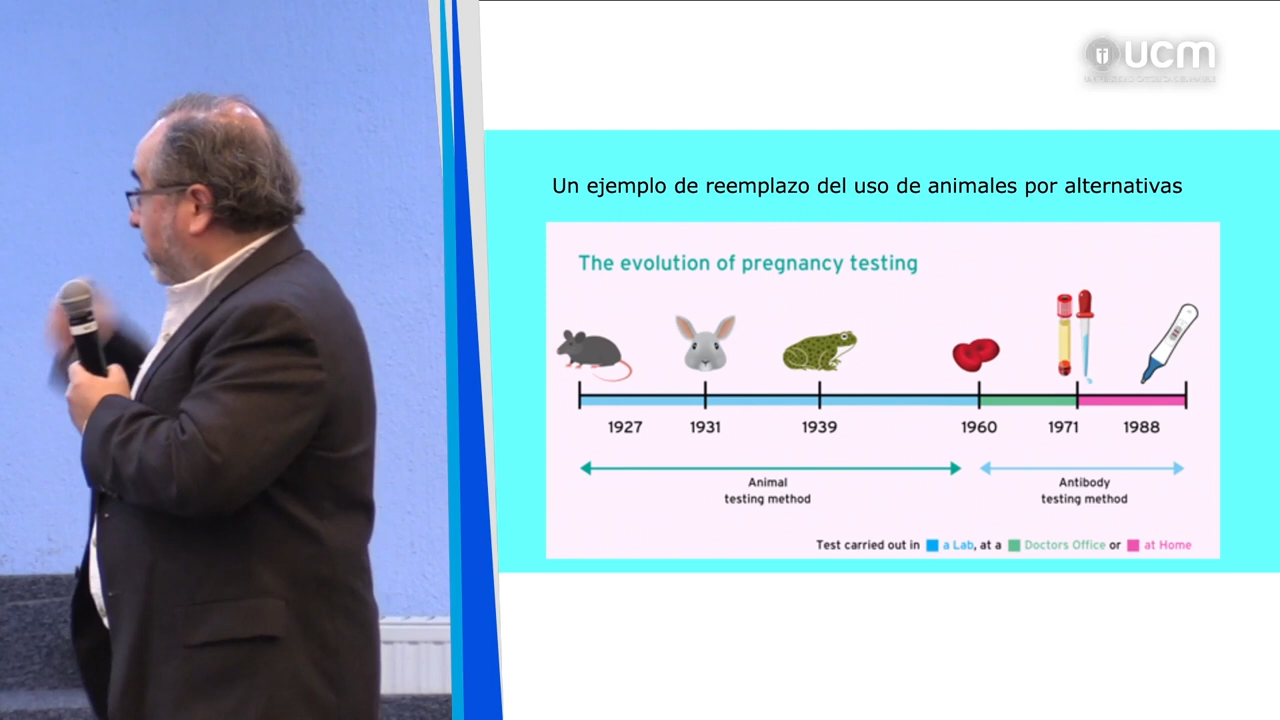 ucm
Un ejemplo de reemplazo del uso de animales por alternativas
The evolution of pregnancy testing
1927 1931 1939 1960 1971 1988
Animal
testing method
Antibody
testing method
Test carried out in a Lab, at a Doctors Office or at Home